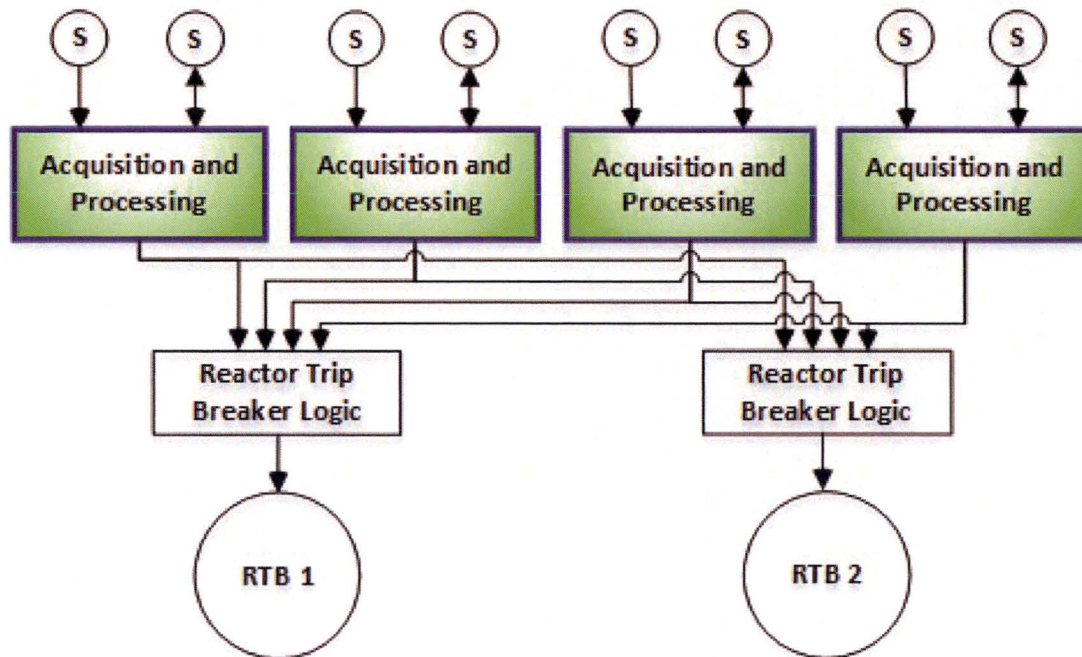 S S S S S S S S
Acquisition and Processing
Acquisition and Processing
Acquisition and Processing
Acquisition and Processing
Reactor Trip
Breaker Logic
Reactor Trip
Breaker Logic
RTB 1
RTB 2